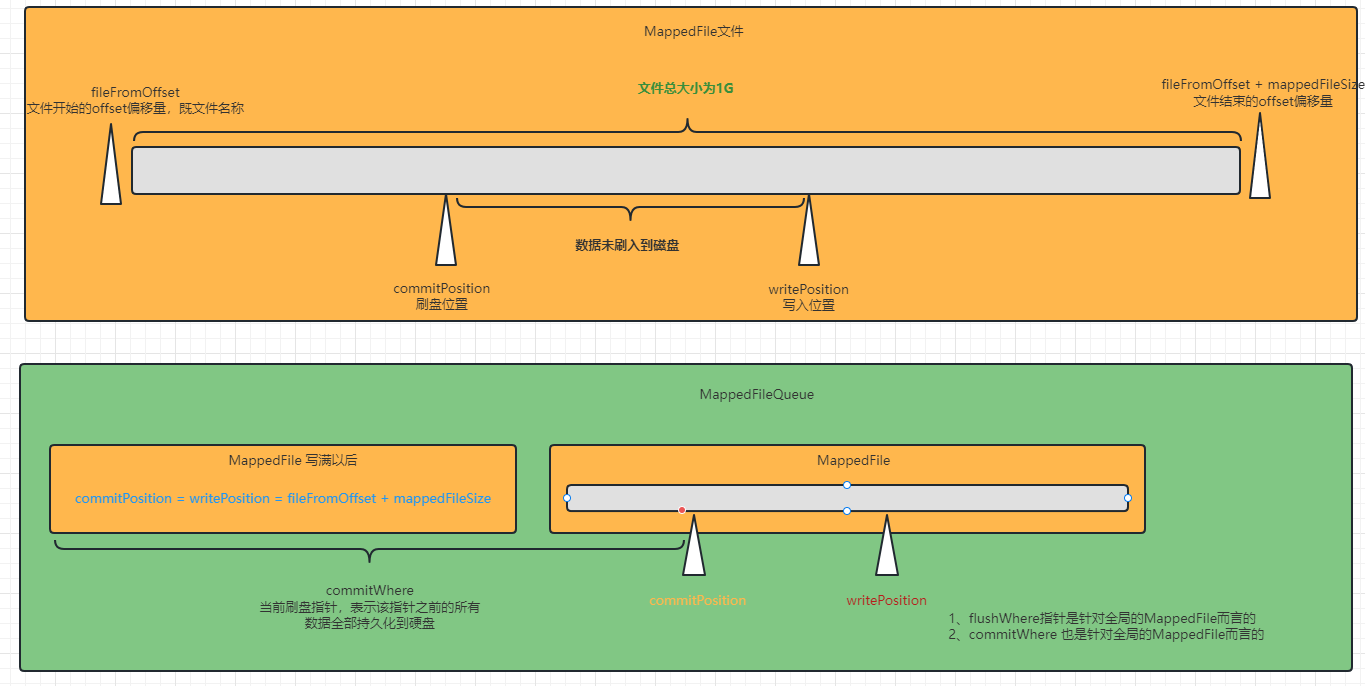 MappedFile文件
文件总大小为1G
fileFromOffset
文件开始的offset偏移量，既文件名称
fileFromOffset + mappedFileSize
文件结束的offset偏移量
数据未刷入到磁盘
commitPosition
刷盘位置
writePosition
写入位置
MappedFileQueue
MappedFile 写满以后
commitPosition = writePosition = fileFromOffset + mappedFileSize
MappedFile
commitWhere
当前刷盘指针，表示该指针之前的所有
数据全部持久化到硬盘
commitPosition
writePosition
1、flushWhere指针是针对全局的MappedFile而言的
2、commitWhere 也是针对全局的MappedFile而言的